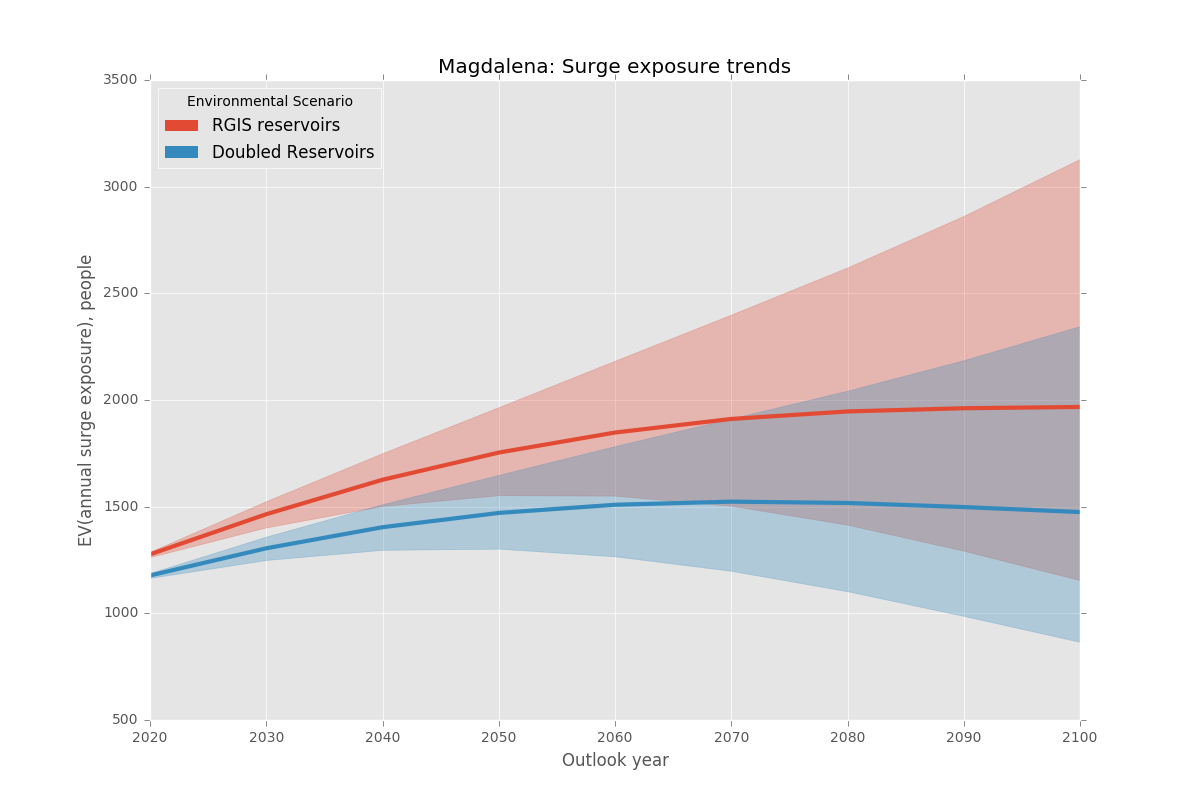 Magdalena: Surge exposure trends
Environmental Scenario
RGIS reservoirs
Doubled Reservoirs
EV(annual surge exposure), people
3500
3000
2500
2000
1500
1000
500
2020 2030 2040 2050 2060 2070 2080 2090 2100
Outlook year